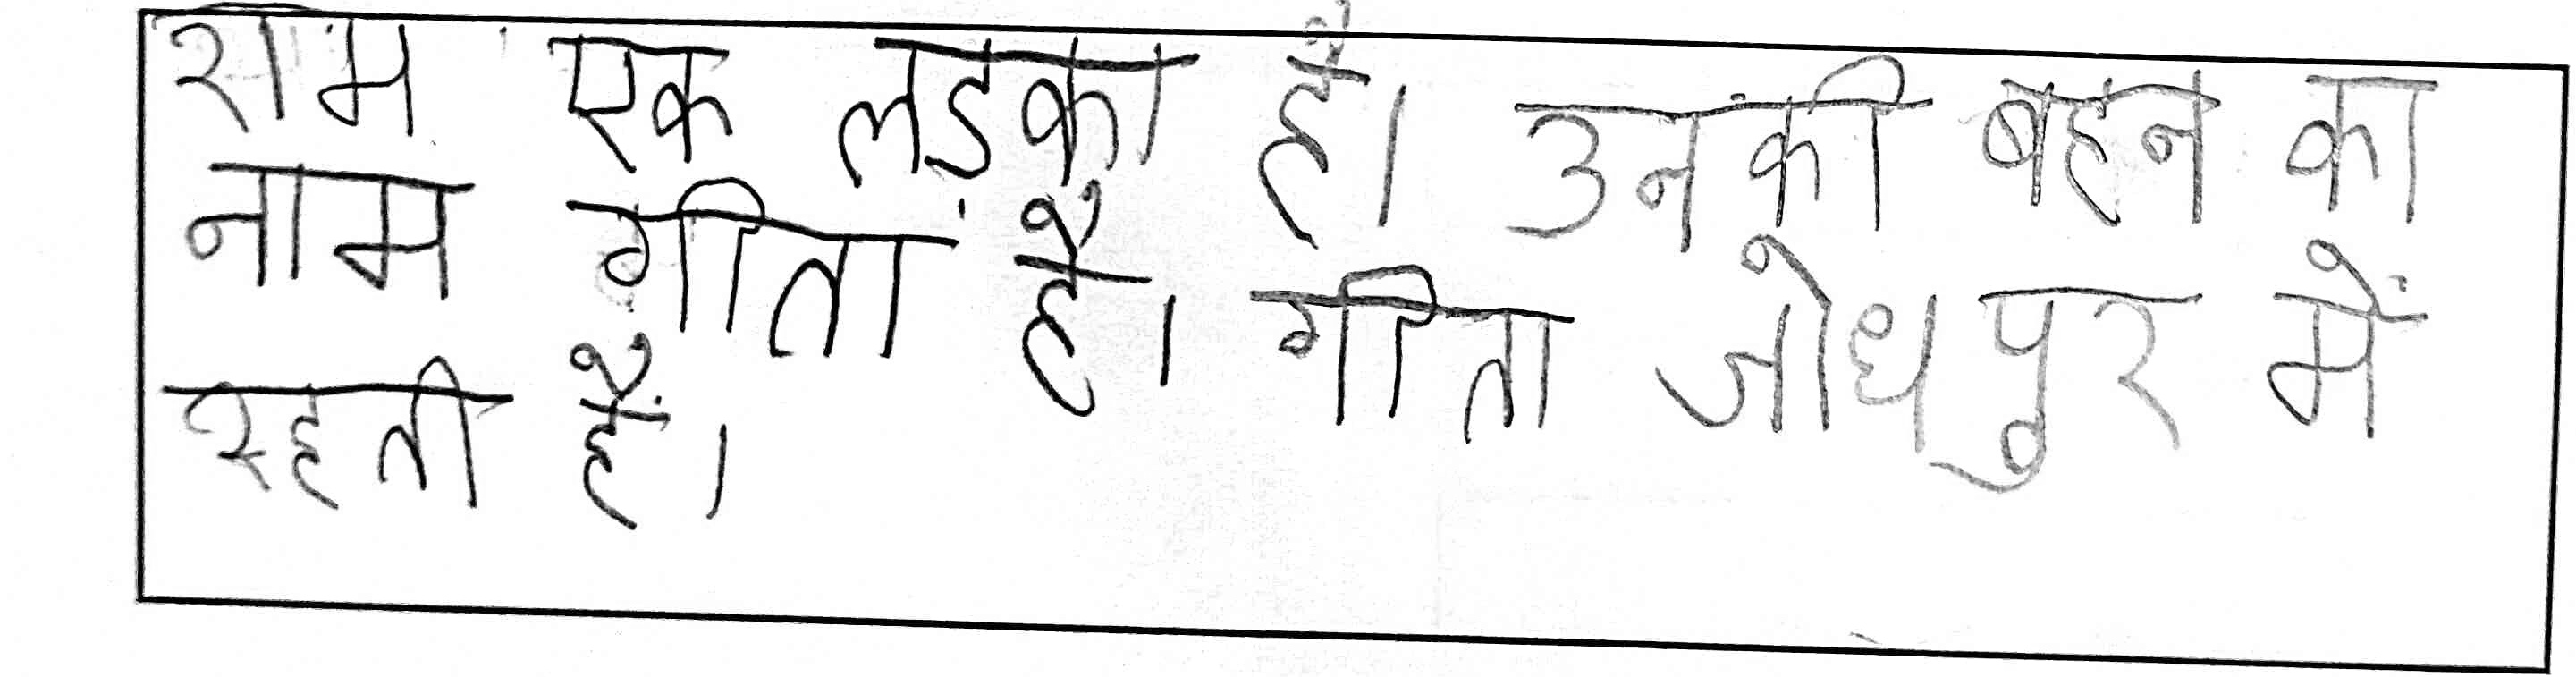 राम एक लड़का है। उनकी बहन का
नाम गीता है। गीता जोधपुर में
रहती हैं।